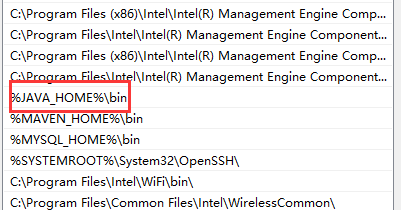 C:\Program Files (x86)\Intel\Intel(R) Management Engine Comp...
C:\Program Files\Intel\Intel(R) Management Engine Component...
C:\Program Files (x86)\Intel\Intel(R) Management Engine Comp...
C:\Program Files\Intel\Intel(R) Management Engine Component...
%JAVA_HOME%\bin
%MAVEN_HOME%\bin
%MYSQL_HOME%\bin
%SYSTEMROOT%\System32\OpenSSH\
C:\Program Files\Intel\WiFi\bin\
C:\Program Files\Common Files\Intel\WirelessCommon\